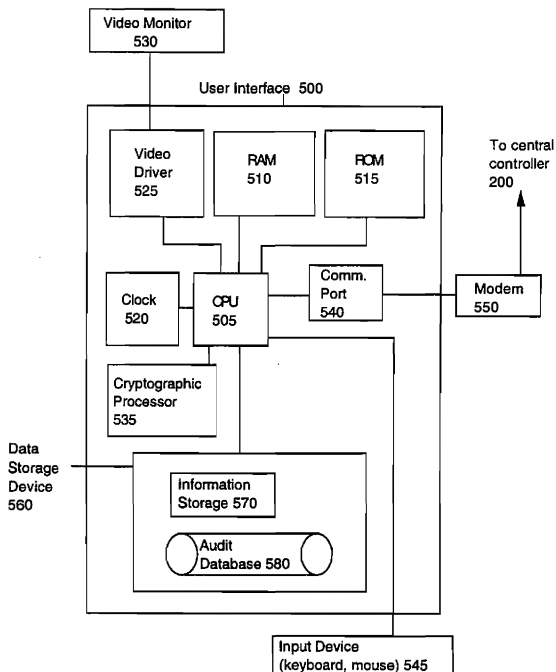 Video Monitor
530
User Interface 500
Video
Driver
525
RAM
510
ROM
515
To central
controller
200
Clock
520
CPU
505
Comm.
Port
540
Modem
550
Cryptographic
Processor
535
Data
Storage
Device
560
Information
Storage 570
Audit
Database 580
Input Device
(keyboard, mouse) 545